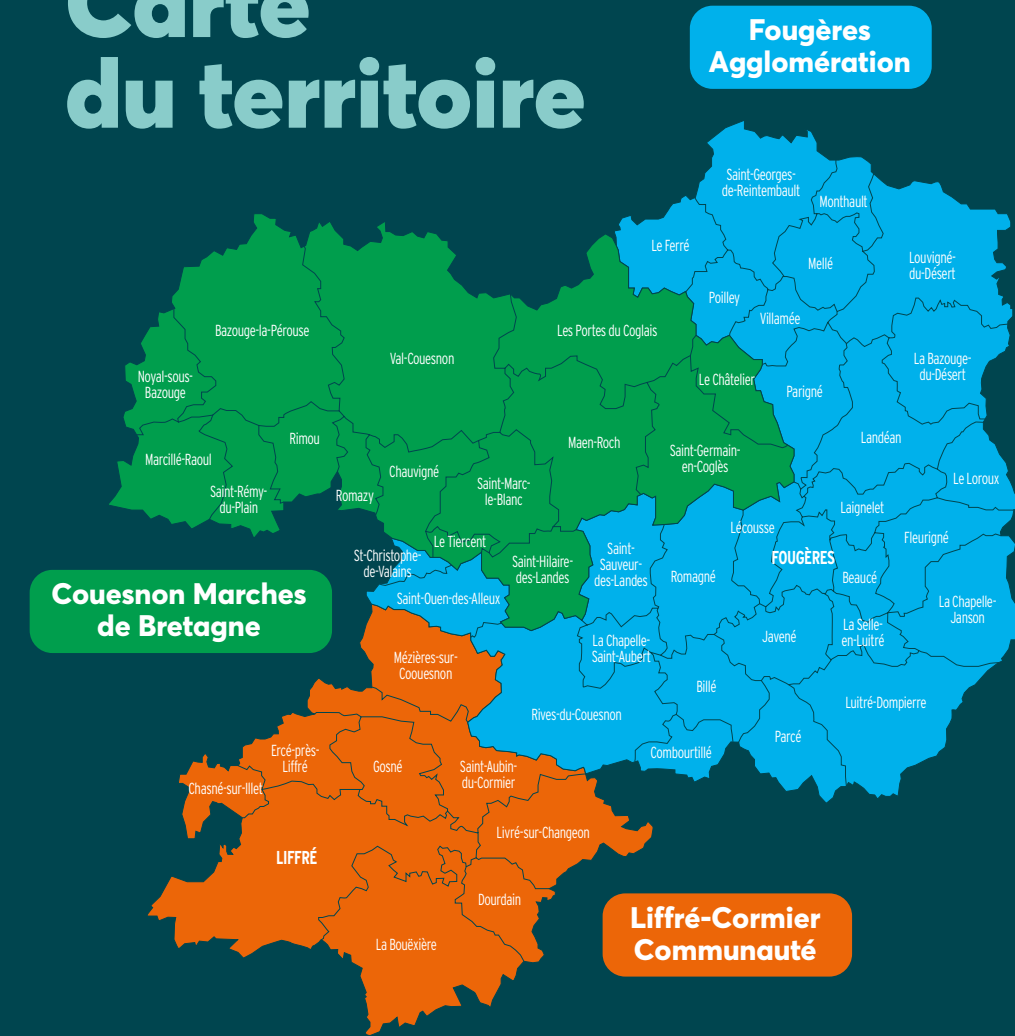 Carte
du territoire
Fougères
Agglomération
Saint-Georges-
de-Reintembault
Monthault
Le Ferré
Mellé
Louvigné-
du-Désert
Poilley
Villamée
Bazouge-la-Pérouse
Les Portes du Coglais
Val-Couesnon
La Bazouge-
du-Désert
Noyal-sous-
Bazouge
Le Châtelier
Parigné
Rimou
Maen-Roch
Landéan
Marcillé-Raoul
Chauvigné
Saint-Germain-
en-Coglès
Saint-Rémy-
du-Plain
Romazy
Saint-Marc-
le-Blanc
Le Loroux
Laignelet
Lécousse
Le Tiercent
Fleurigné
St-Christophe-
de-Valains
Saint-Hilaire-
des-Landes
Saint-
Sauveur-
des-Landes
Romagné
FOUGÈRES
Beaucé
Saint-Ouen-des-Alleux
La Chapelle-
Janson
Couesnon Marches
de Bretagne
La Chapelle-
Saint-Aubert
Javené
La Selle-
en-Luitré
Mézières-sur-
Coouesnon
Billé
Rives-du-Couesnon
Luitré-Dompierre
Parcé
Combourtillé
Ercé-près-
Liffré
Gosné
Saint-Aubin-
du-Cormier
Chasné-sur-Illet
Livré-sur-Changeon
LIFFRÉ
Dourdain
La Bouëxière
Liffré-Cormier
Communauté